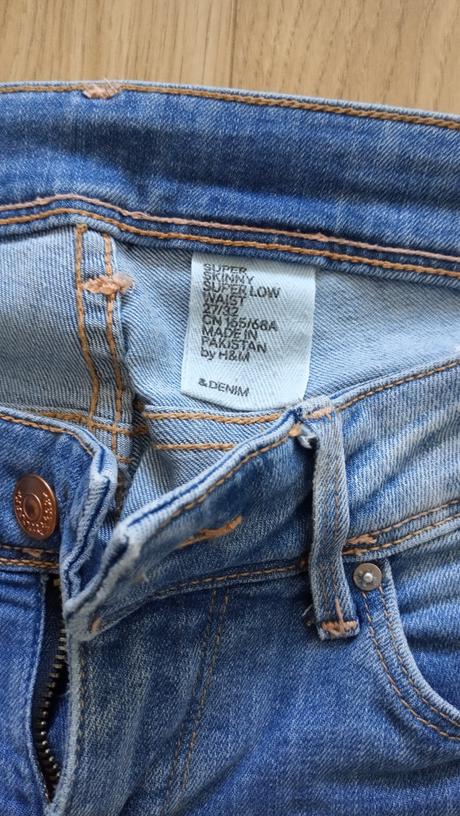 SUPER
SKINNY
SUPER LOW
WAIST
27/32
CN 165/68A
MADE IN
PAKISTAN
by H&M
& DENIM